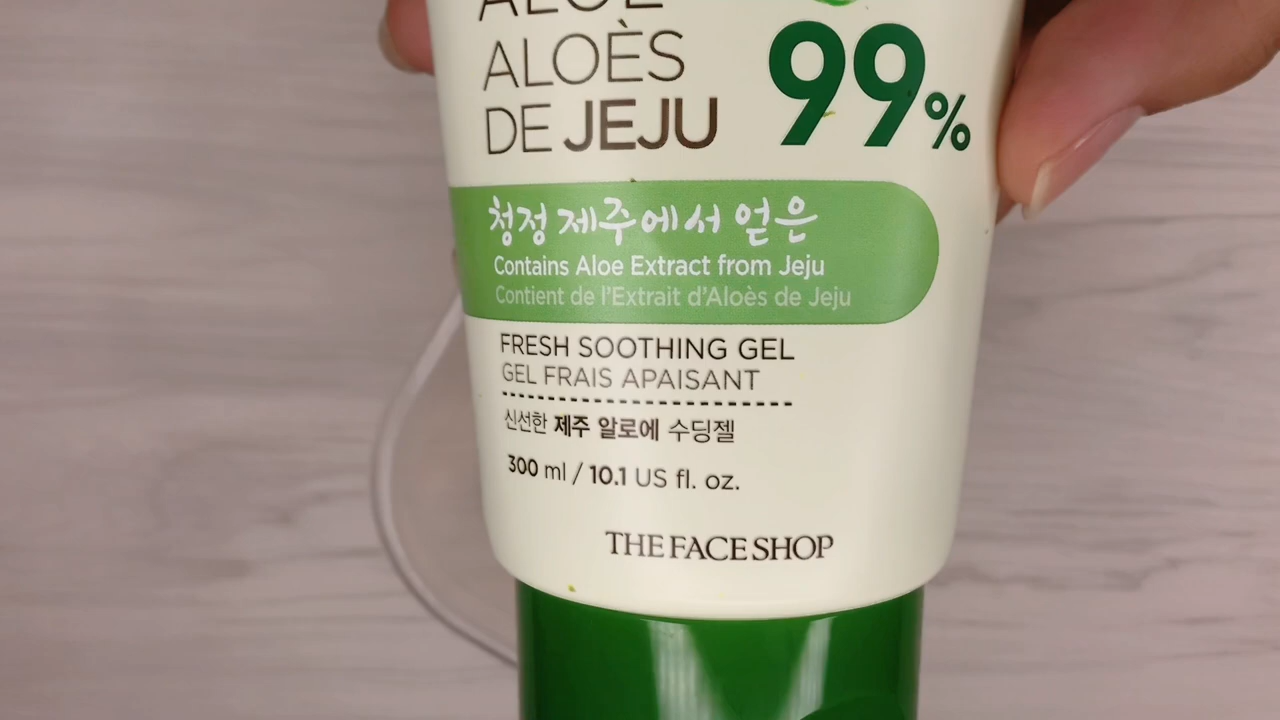 ALOE
ALOÈS
DE JEJU
99%
청정 제주에서 얻은
Contains Aloe Extract from Jeju
Contient de l'Extrait d'Aloès de Jeju
FRESH SOOTHING GEL
GEL FRAIS APAISANT
신선한 제주 알로에 수딩젤
300 ml / 10.1 US fl. oz.
THE FACE SHOP